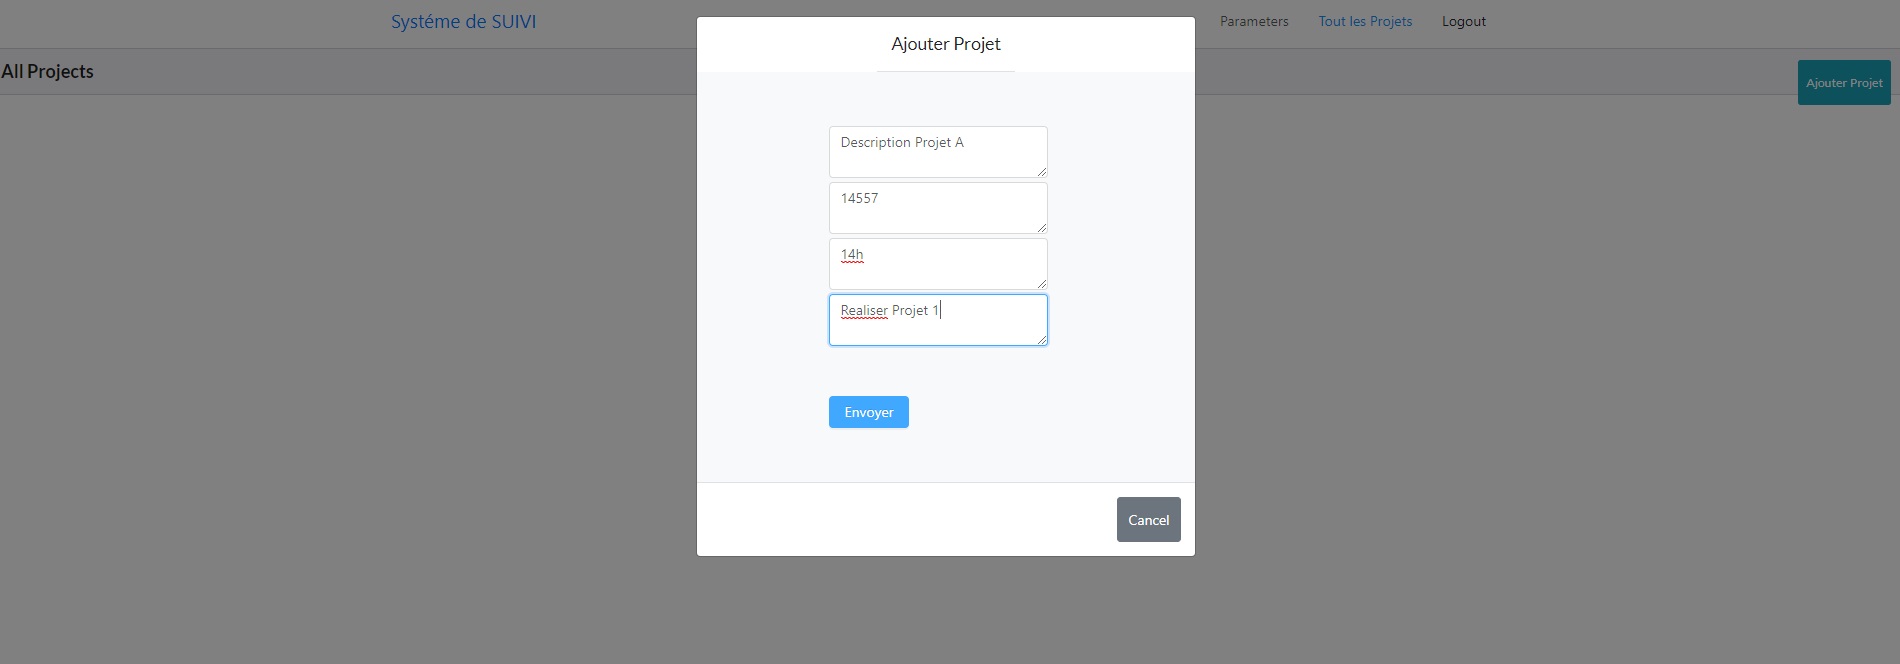 Systéme de SUIVI
Parameters
Tout les Projets
Logout
All Projects
Ajouter Projet
Ajouter Projet
Description Projet A
14557
14h
Realiser Projet 1
Envoyer
Cancel